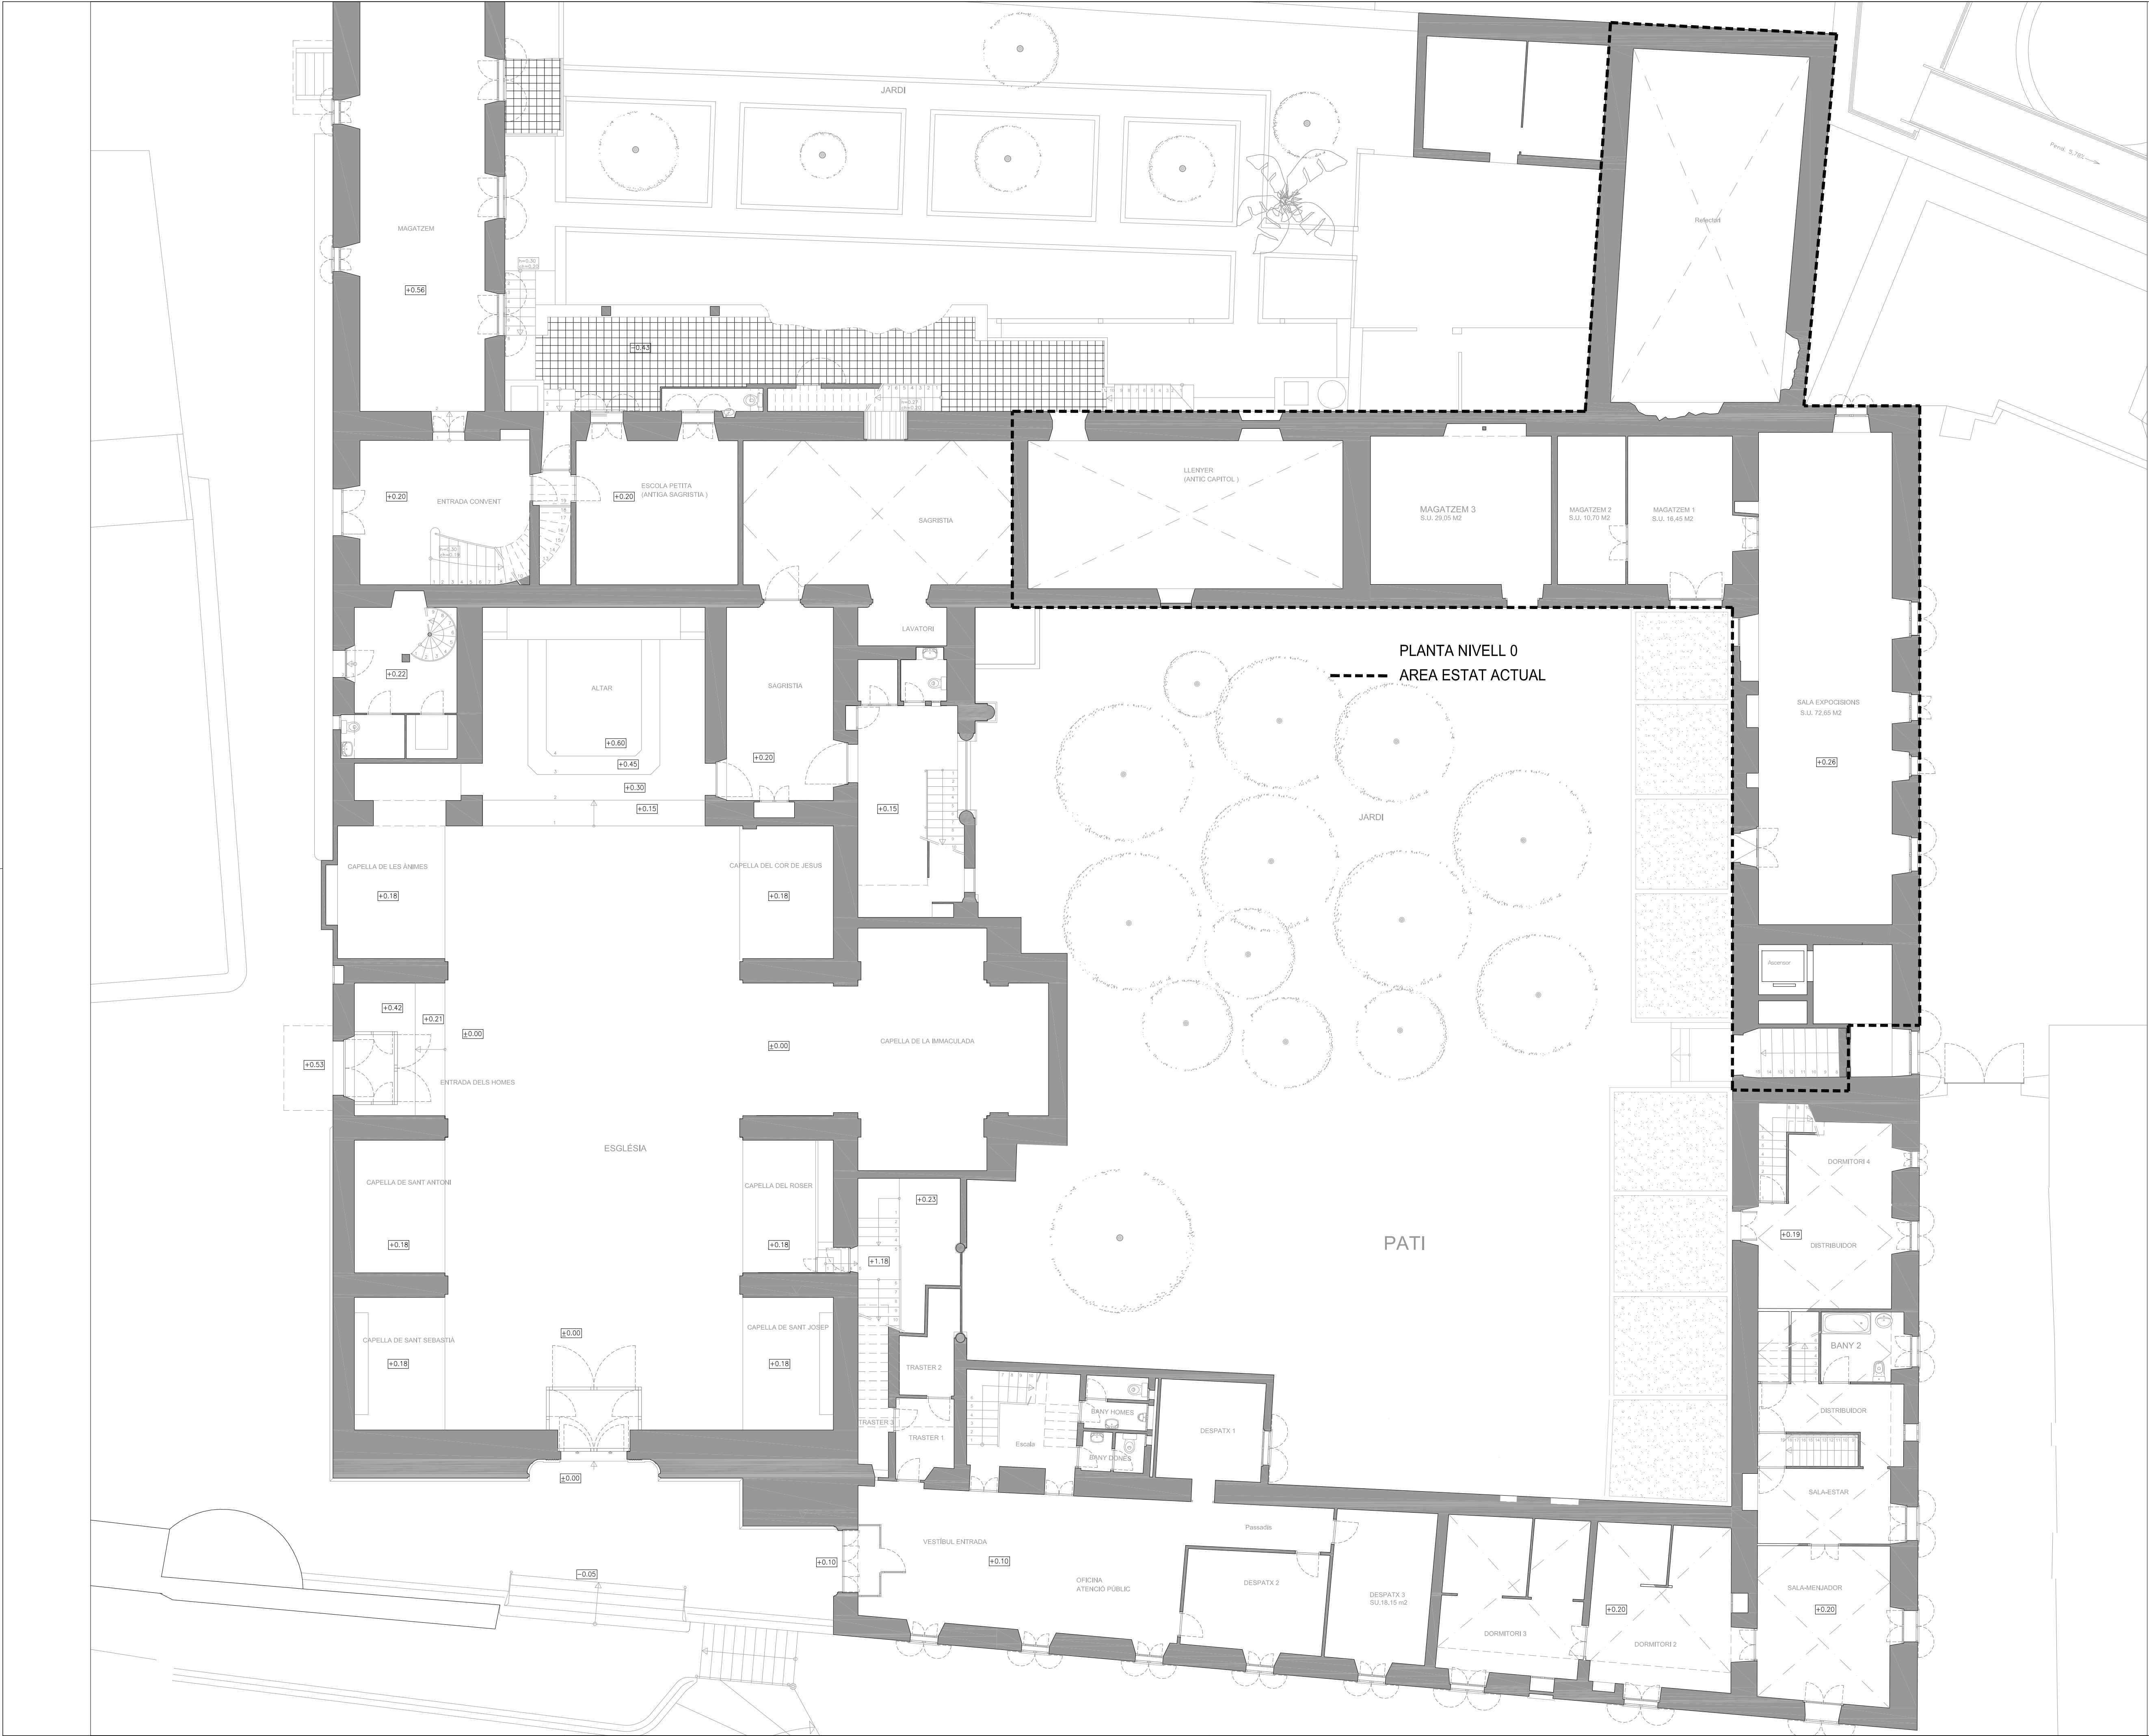 JARDI
Refectori
MAGATZEM
+0.56
-0.43
+0.20
ENTRADA CONVENT
ESCOLA PETITA
(ANTIGA SAGRISTIA )
+0.20
SAGRISTIA
LLENYER
(ANTIC CAPITOL )
MAGATZEM 3
S.U. 29,05 M2
MAGATZEM 2
S.U. 10,70 M2
MAGATZEM 1
S.U. 16,45 M2
LAVATORI
PLANTA NIVELL 0
AREA ESTAT ACTUAL
+0.22
ALTAR
SAGRISTIA
+0.60
+0.45
+0.30
+0.15
+0.20
+0.15
SALA EXPOCISIONS
S.U. 72,65 M2
+0.26
JARDI
CAPELLA DE LES ÀNIMES
+0.18
CAPELLA DEL COR DE JESUS
+0.18
Ascensor
+0.42
+0.21
±0.00
+0.53
ENTRADA DELS HOMES
±0.00
CAPELLA DE LA IMMACULADA
ESGLÉSIA
CAPELLA DE SANT ANTONI
+0.18
CAPELLA DEL ROSER
+0.18
+0.23
+1.18
PATI
DORMITORI 4
+0.19
DISTRIBUIDOR
CAPELLA DE SANT SEBASTIÀ
+0.18
±0.00
CAPELLA DE SANT JOSEP
+0.18
TRASTER 2
TRASTER 3
TRASTER 1
Escala
BANY HOMES
BANY DONES
DESPATX 1
BANY 2
DISTRIBUIDOR
SALA-ESTAR
±0.00
VESTÍBUL ENTRADA
+0.10
+0.10
Passadis
OFICINA
ATENCIÓ PÚBLIC
DESPATX 2
DESPATX 3
SU.18,15 m2
DORMITORI 3
+0.20
DORMITORI 2
SALA-MENJADOR
+0.20
-0.05